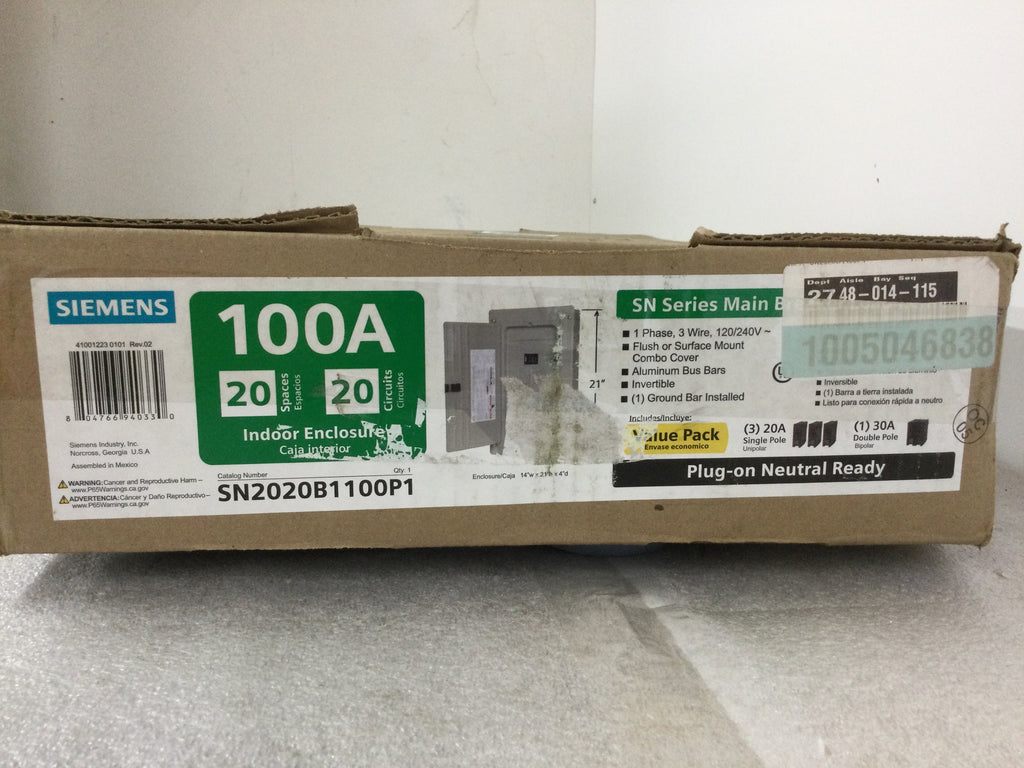 SIEMENS
41001223 0101 Rev.02
8 04766 94033 0
Siemens Industry, Inc.
Norcross, Georgia U.S.A
Assembled in Mexico
WARNING: Cancer and Reproductive Harm –
www.P65Warnings.ca.gov
ADVERTENCIA: Cáncer y Daño Reproductivo–
www.P65Warnings.ca.gov
100A
20 Spaces
Espacios
20 Circuits
Circuitos
Indoor Enclosure
Caja interior
Catalog Number
Qty: 1
SN2020B1100P1
21"
Enclosure/Caja 14"w × 21"h × 4"d
SN Series Main B
1 Phase, 3 Wire, 120/240V ~
Flush or Surface Mount
Combo Cover
Aluminum Bus Bars
Invertible
(1) Ground Bar Installed
Inversible
(1) Barra a tierra instalada
Listo para conexión rápida a neutro
Includes/Incluye:
Value Pack
Envase economico
(3) 20A
Single Pole
Unipolar
(1) 30A
Double Pole
Bipolar
Plug-on Neutral Ready
Dept Aisle Bay Seq
27 48-014-115
1005046838